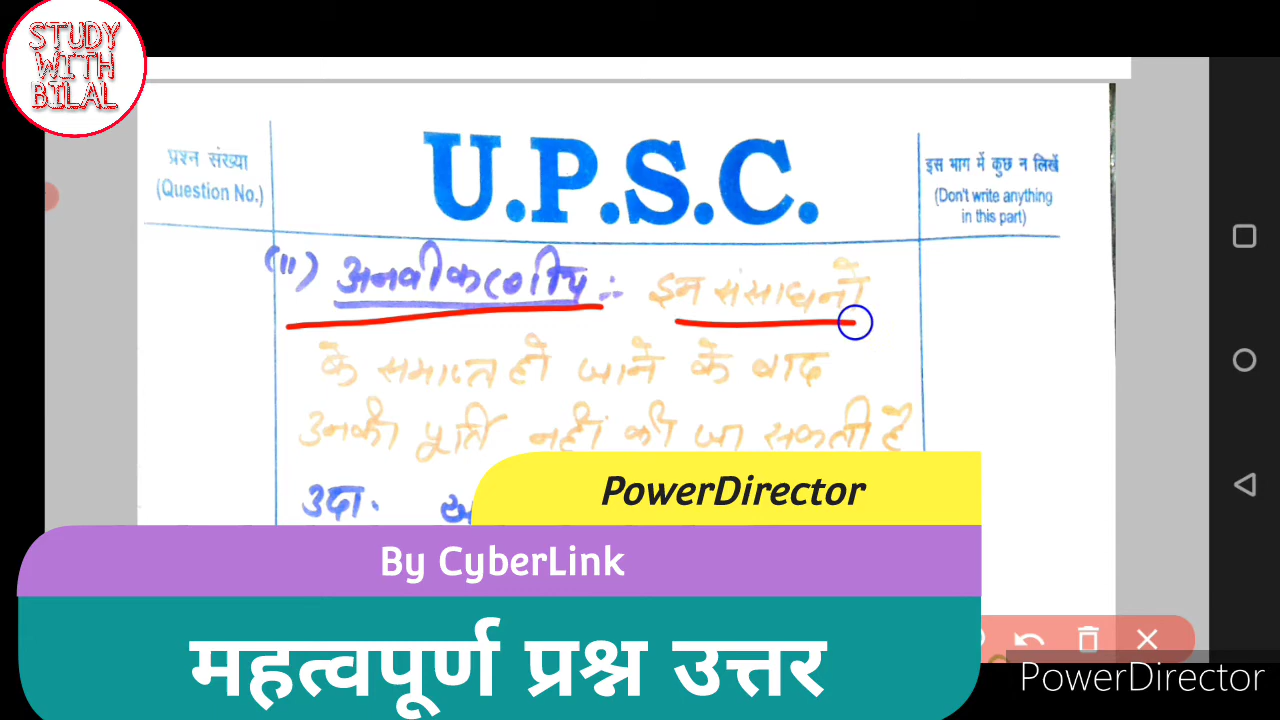 STUDY
WITH
BILAL
प्रश्न संख्या
(Question No.)
U.P.S.C.
इस भाग में कुछ न लिखें
(Don't write anything
in this part)
(ii) अनवीकरणीय :- इन संसाधनों
के समाप्त हो जाने के बाद
उनकी पूर्ति नहीं की जा सकती है
उदा.
PowerDirector
By CyberLink
महत्वपूर्ण प्रश्न उत्तर
PowerDirector